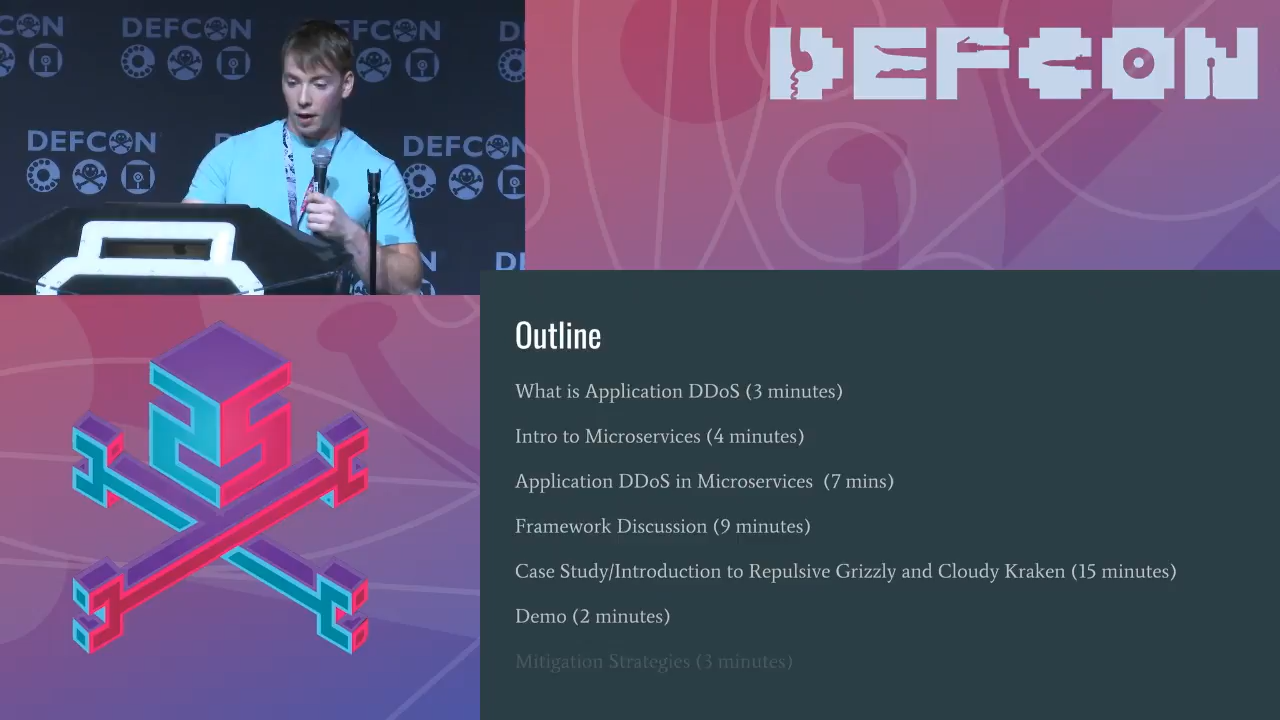 DEFCON
DEFCON
DEFCON
DEFCON
DEFCON
Outline
What is Application DDoS (3 minutes)
Intro to Microservices (4 minutes)
Application DDoS in Microservices (7 mins)
Framework Discussion (9 minutes)
Case Study/Introduction to Repulsive Grizzly and Cloudy Kraken (15 minutes)
Demo (2 minutes)
Mitigation Strategies (3 minutes)